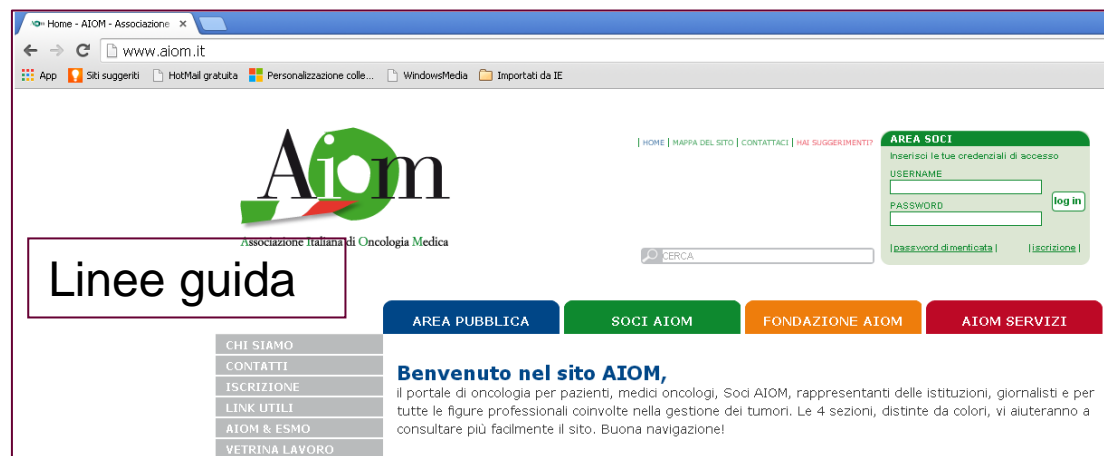 Home - AIOM - Associazione
www.aiom.it
App Siti suggeriti HotMail gratuita Personalizzazione colle... WindowsMedia Importati da IE
Aiom
Associazione Italiana di Oncologia Medica
| HOME | MAPPA DEL SITO | CONTATTACI | HAI SUGGERIMENTI?
AREA SOCI
Inserisci le tue credenziali di accesso
USERNAME
PASSWORD
log in
|password dimenticata| |iscrizione|
CERCA
Linee guida
AREA PUBBLICA SOCI AIOM FONDAZIONE AIOM AIOM SERVIZI
CHI SIAMO
CONTATTI
ISCRIZIONE
LINK UTILI
AIOM & ESMO
VETRINA LAVORO
Benvenuto nel sito AIOM,
il portale di oncologia per pazienti, medici oncologi, Soci AIOM, rappresentanti delle istituzioni, giornalisti e per
tutte le figure professionali coinvolte nella gestione dei tumori. Le 4 sezioni, distinte da colori, vi aiuteranno a
consultare più facilmente il sito. Buona navigazione!